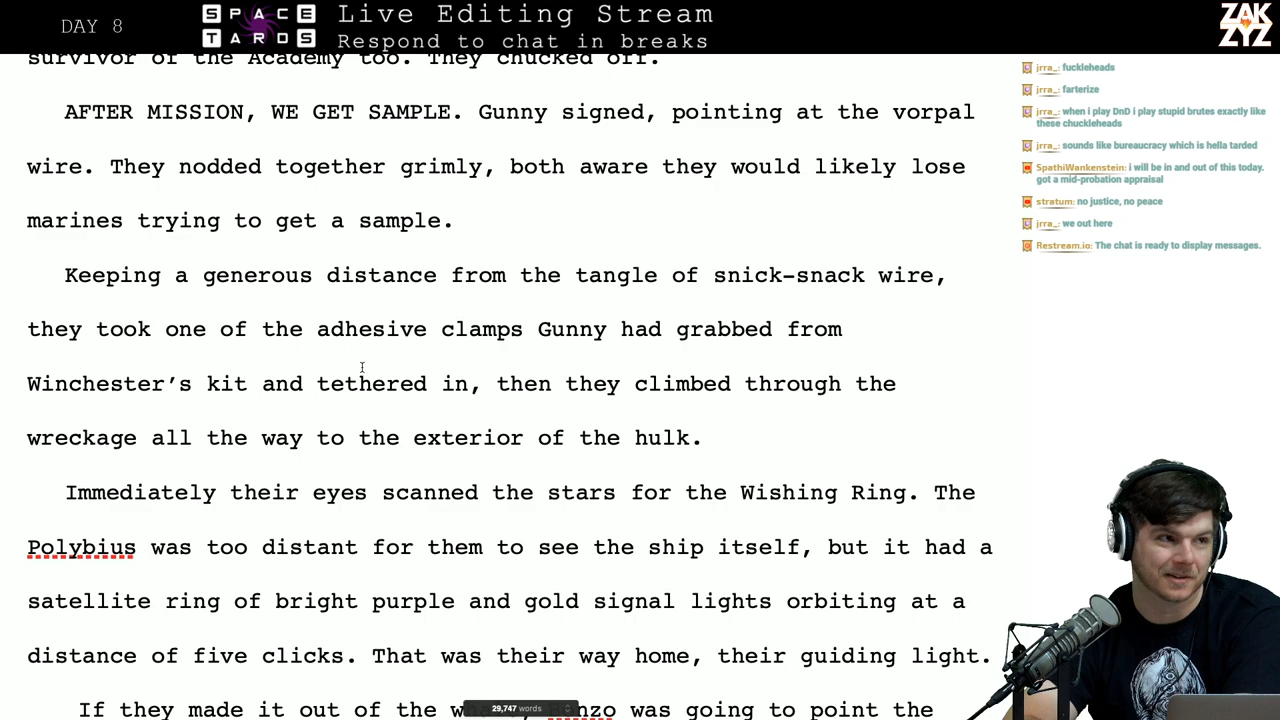 DAY 8
SPACE
TARDS
Live Editing Stream
Respond to chat in breaks
ZAK
ZYZ
survivor of the Academy too. They chucked off.
AFTER MISSION, WE GET SAMPLE. Gunny signed, pointing at the vorpal
wire. They nodded together grimly, both aware they would likely lose
marines trying to get a sample.
Keeping a generous distance from the tangle of snick-snack wire,
they took one of the adhesive clamps Gunny had grabbed from
Winchester’s kit and tethered in, then they climbed through the
wreckage all the way to the exterior of the hulk.
Immediately their eyes scanned the stars for the Wishing Ring. The
Polybius was too distant for them to see the ship itself, but it had a
satellite ring of bright purple and gold signal lights orbiting at a
distance of five clicks. That was their way home, their guiding light.
If they made it out of the was going to point the
29,747 words
jrra_: fuckleheads
jrra_: farterize
jrra_: when i play DnD i play stupid brutes exactly like
these chuckleheads
jrra_: sounds like bureaucracy which is hella tarded
SpathiWankenstein: i will be in and out of this today.
got a mid-probation appraisal
stratum: no justice, no peace
jrra_: we out here
Restream.io: The chat is ready to display messages.